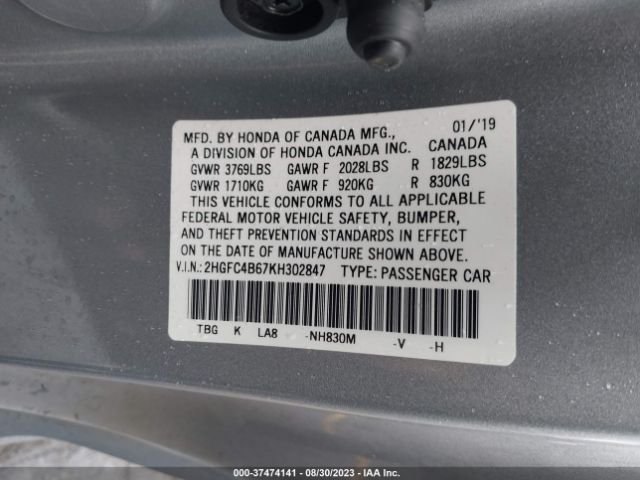 MFD. BY HONDA OF CANADA MFG., 01/'19
A DIVISION OF HONDA CANADA INC. CANADA
GVWR 3769LBS GAWR F 2028LBS R 1829LBS
GVWR 1710KG GAWR F 920KG R 830KG
THIS VEHICLE CONFORMS TO ALL APPLICABLE
FEDERAL MOTOR VEHICLE SAFETY, BUMPER,
AND THEFT PREVENTION STANDARDS IN EFFECT
ON THE DATE OF MANUFACTURE SHOWN ABOVE.
V.I.N.: 2HGFC4B67KH302847 TYPE: PASSENGER CAR
TBG K LA8 -NH830M -V -H
000-37474141 - 08/30/2023 - IAA Inc.